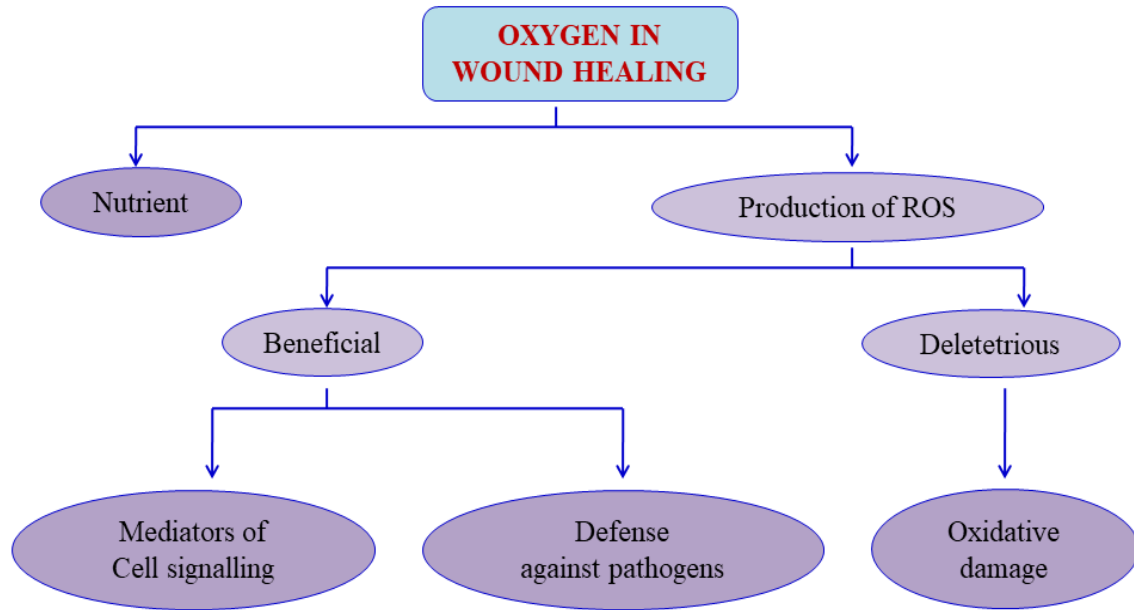 OXYGEN IN
WOUND HEALING
Nutrient
Production of ROS
Beneficial
Deletetrious
Mediators of
Cell signalling
Defense
against pathogens
Oxidative
damage